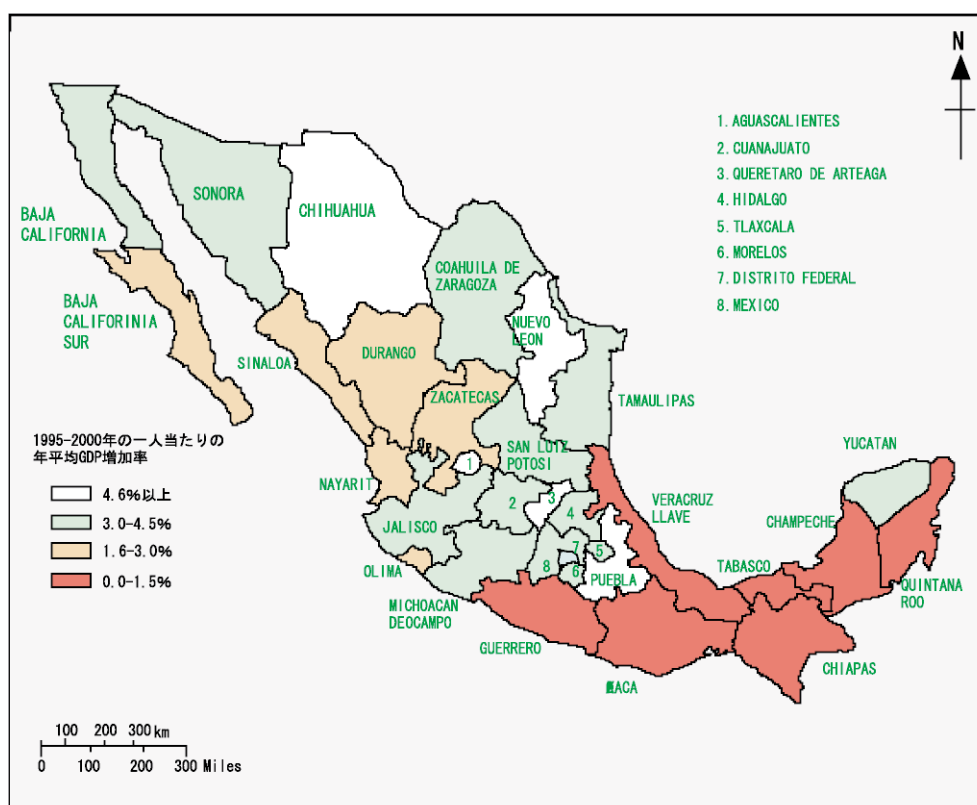 N
1. AGUASCALIENTES
2. CUANAJUATO
3. QUERETARO DE ARTEAGA
4. HIDALGO
5. TLAXCALA
6. MORELOS
7. DISTRITO FEDERAL
8. MEXICO
SONORA
CHIHUAHUA
BAJA
CALIFORNIA
COAHUILA DE
ZARAGOZA
BAJA
CALIFORINIA
SUR
NUEVO
LEON
SINALOA
DURANGO
ZACATECAS
TAMAULIPAS
1995-2000年の一人当たりの
年平均GDP増加率
4.6%以上
3.0-4.5%
1.6-3.0%
0.0-1.5%
NAYARIT
1
SAN LUIZ
POTOSI
YUCATAN
2
3
4
VERACRUZ
LLAVE
JALISCO
CHAMPECHE
7
5
8
6
OLIMA
PUEBLA
TABASCO
QUINTANA
ROO
MICHOACAN
DEOCAMPO
GUERRERO
CHIAPAS
ACA
100 200 300 km
0 100 200 300 Miles